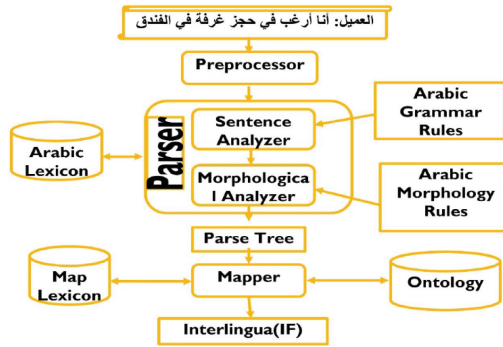 العميل: أنا أرغب في حجز غرفة في الفندق
Preprocessor
Parser
Sentence
Analyzer
Arabic
Grammar
Rules
Arabic
Lexicon
Morphologica
l Analyzer
Arabic
Morphology
Rules
Parse Tree
Map
Lexicon
Mapper
Ontology
Interlingua(IF)